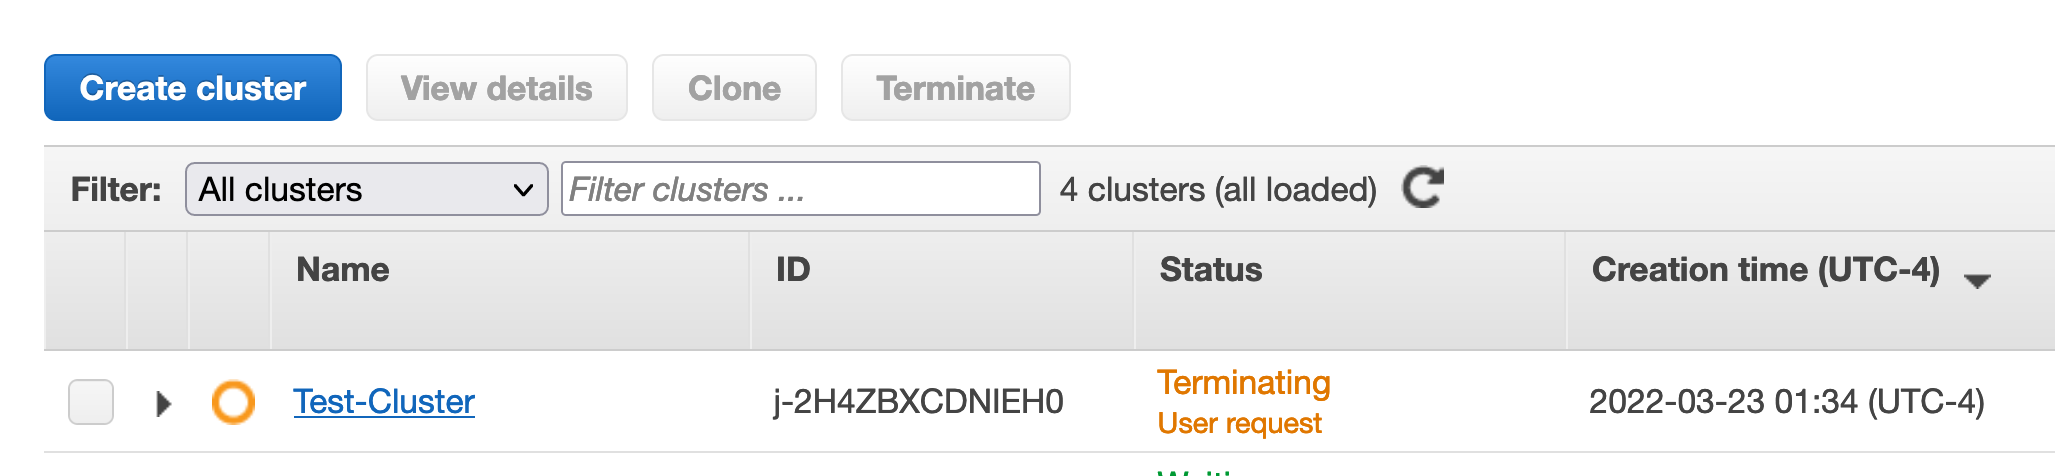 Create cluster View details Clone Terminate
Filter: All clusters Filter clusters ... 4 clusters (all loaded)
Name ID Status Creation time (UTC-4)
Test-Cluster j-2H4ZBXCDNIEH0 Terminating User request 2022-03-23 01:34 (UTC-4)